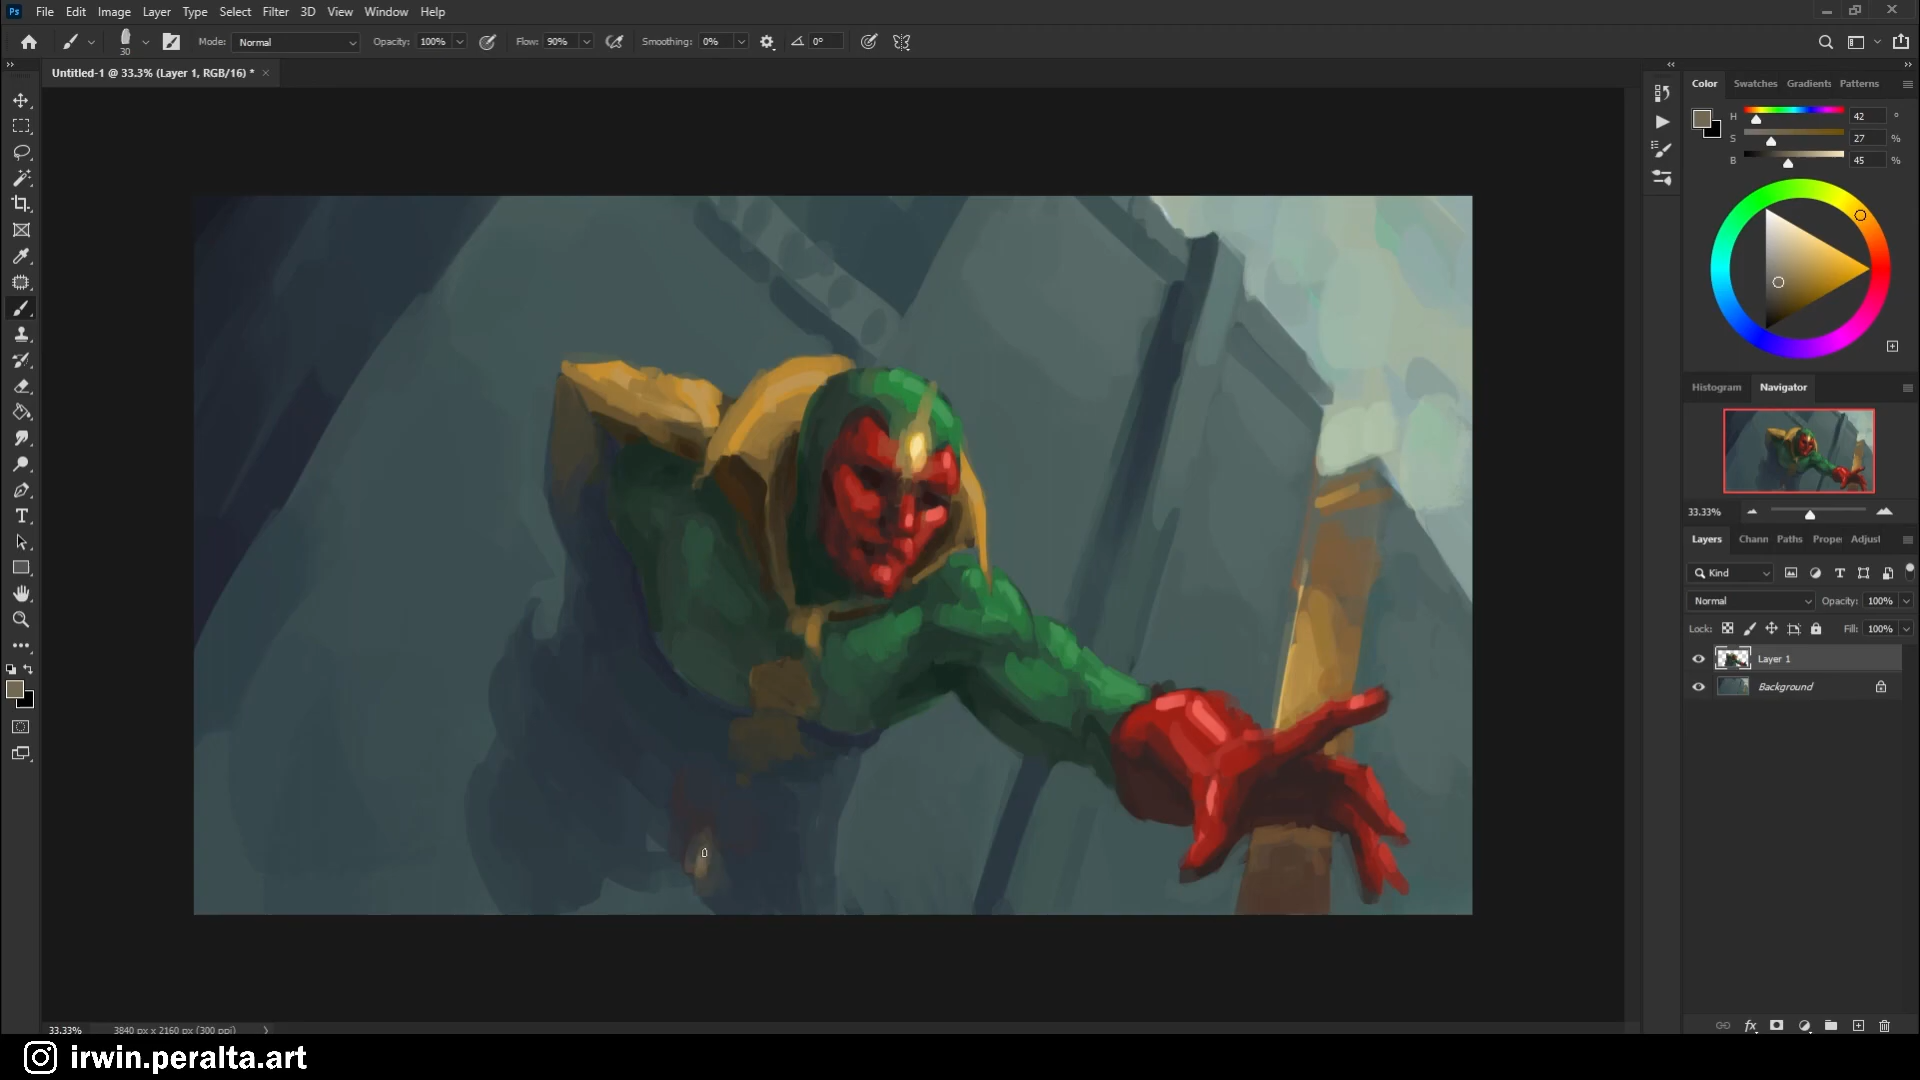 Ps File Edit Image Layer Type Select Filter 3D View Window Help
30 Mode: Normal Opacity: 100% Flow: 90% Smoothing: 0% 0°
Untitled-1 @ 33.3% (Layer 1, RGB/16) * ×
Color Swatches Gradients Patterns
H 42 °
S 27 %
B 45 %
Histogram Navigator
33.33%
Layers Chann Paths Proper Adjust
Kind
Normal Opacity: 100%
Lock: Fill: 100%
Layer 1
Background
fx
33.33% 3840 px x 2160 px (300 ppi)
irwin.peralta.art